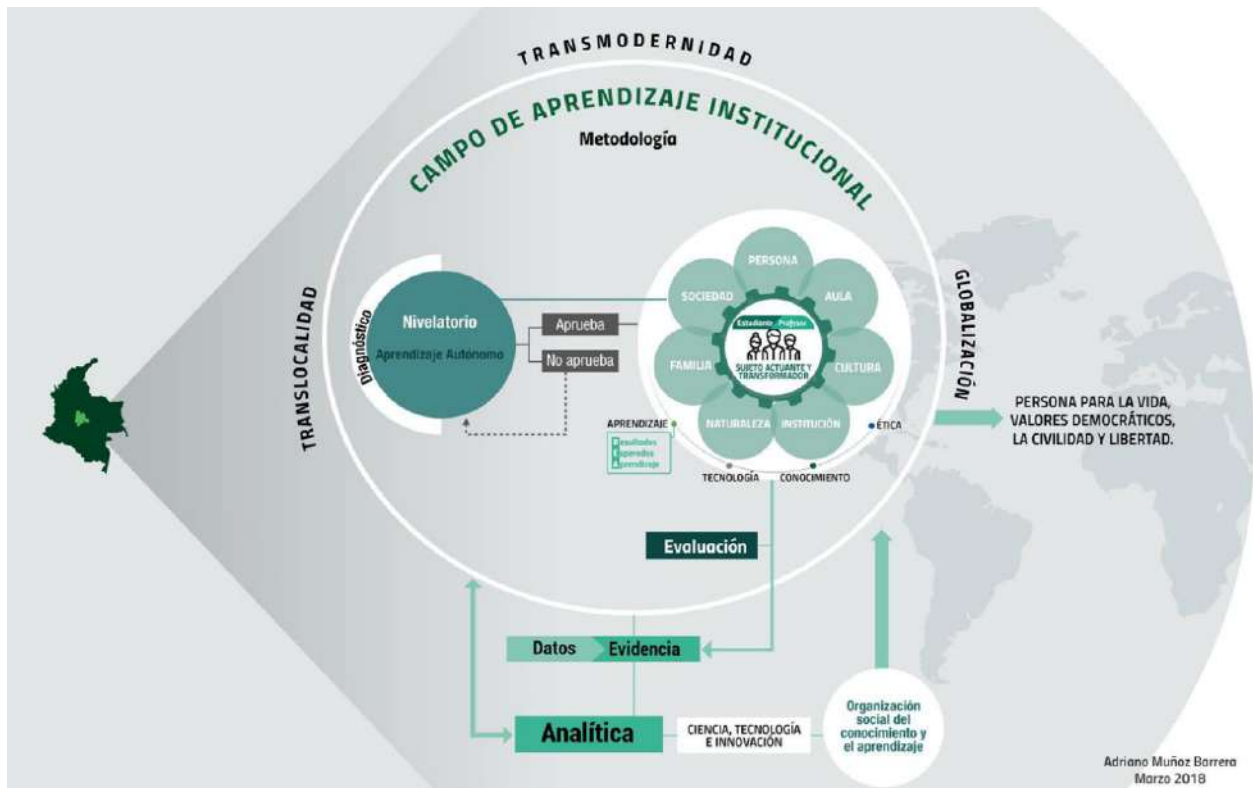 TRANSMODERNIDAD
CAMPO DE APRENDIZAJE INSTITUCIONAL
Metodología
TRANSLOCALIDAD
GLOBALIZACIÓN
Diagnóstico
Nivelatorio
Aprendizaje Autónomo
Aprueba
No aprueba
PERSONA
SOCIEDAD
AULA
FAMILIA
CULTURA
NATURALEZA
INSTITUCIÓN
Estudiante Profesor
SUJETO ACTUANTE Y
TRANSFORMADOR
APRENDIZAJE
Resultados
Esperados
Aprendizaje
TECNOLOGÍA
CONOCIMIENTO
ÉTICA
PERSONA PARA LA VIDA,
VALORES DEMOCRÁTICOS,
LA CIVILIDAD Y LIBERTAD.
Evaluación
Datos
Evidencia
Analítica
CIENCIA, TECNOLOGÍA
E INNOVACIÓN
Organización
social del
conocimiento y
el aprendizaje
Adriano Muñoz Barrera
Marzo 2018